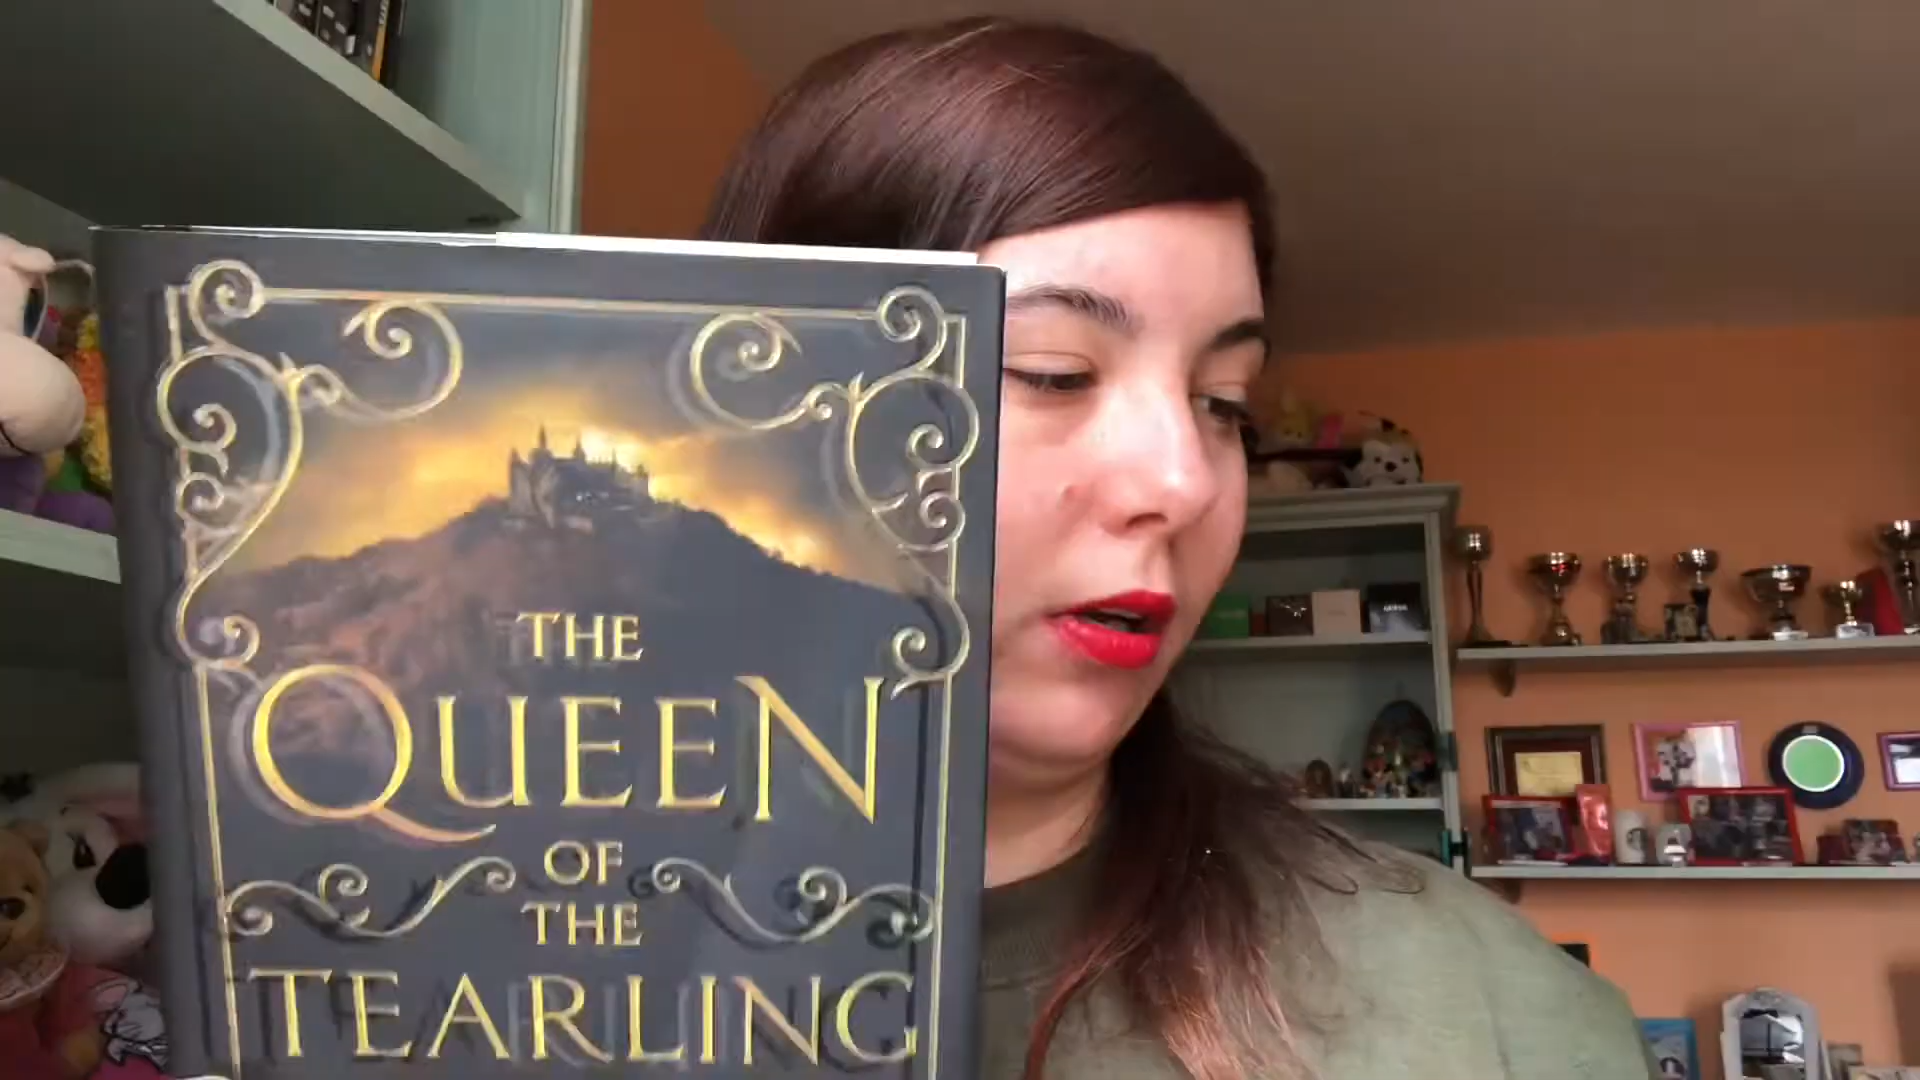 THE
QUEEN
OF
THE
TEARLING